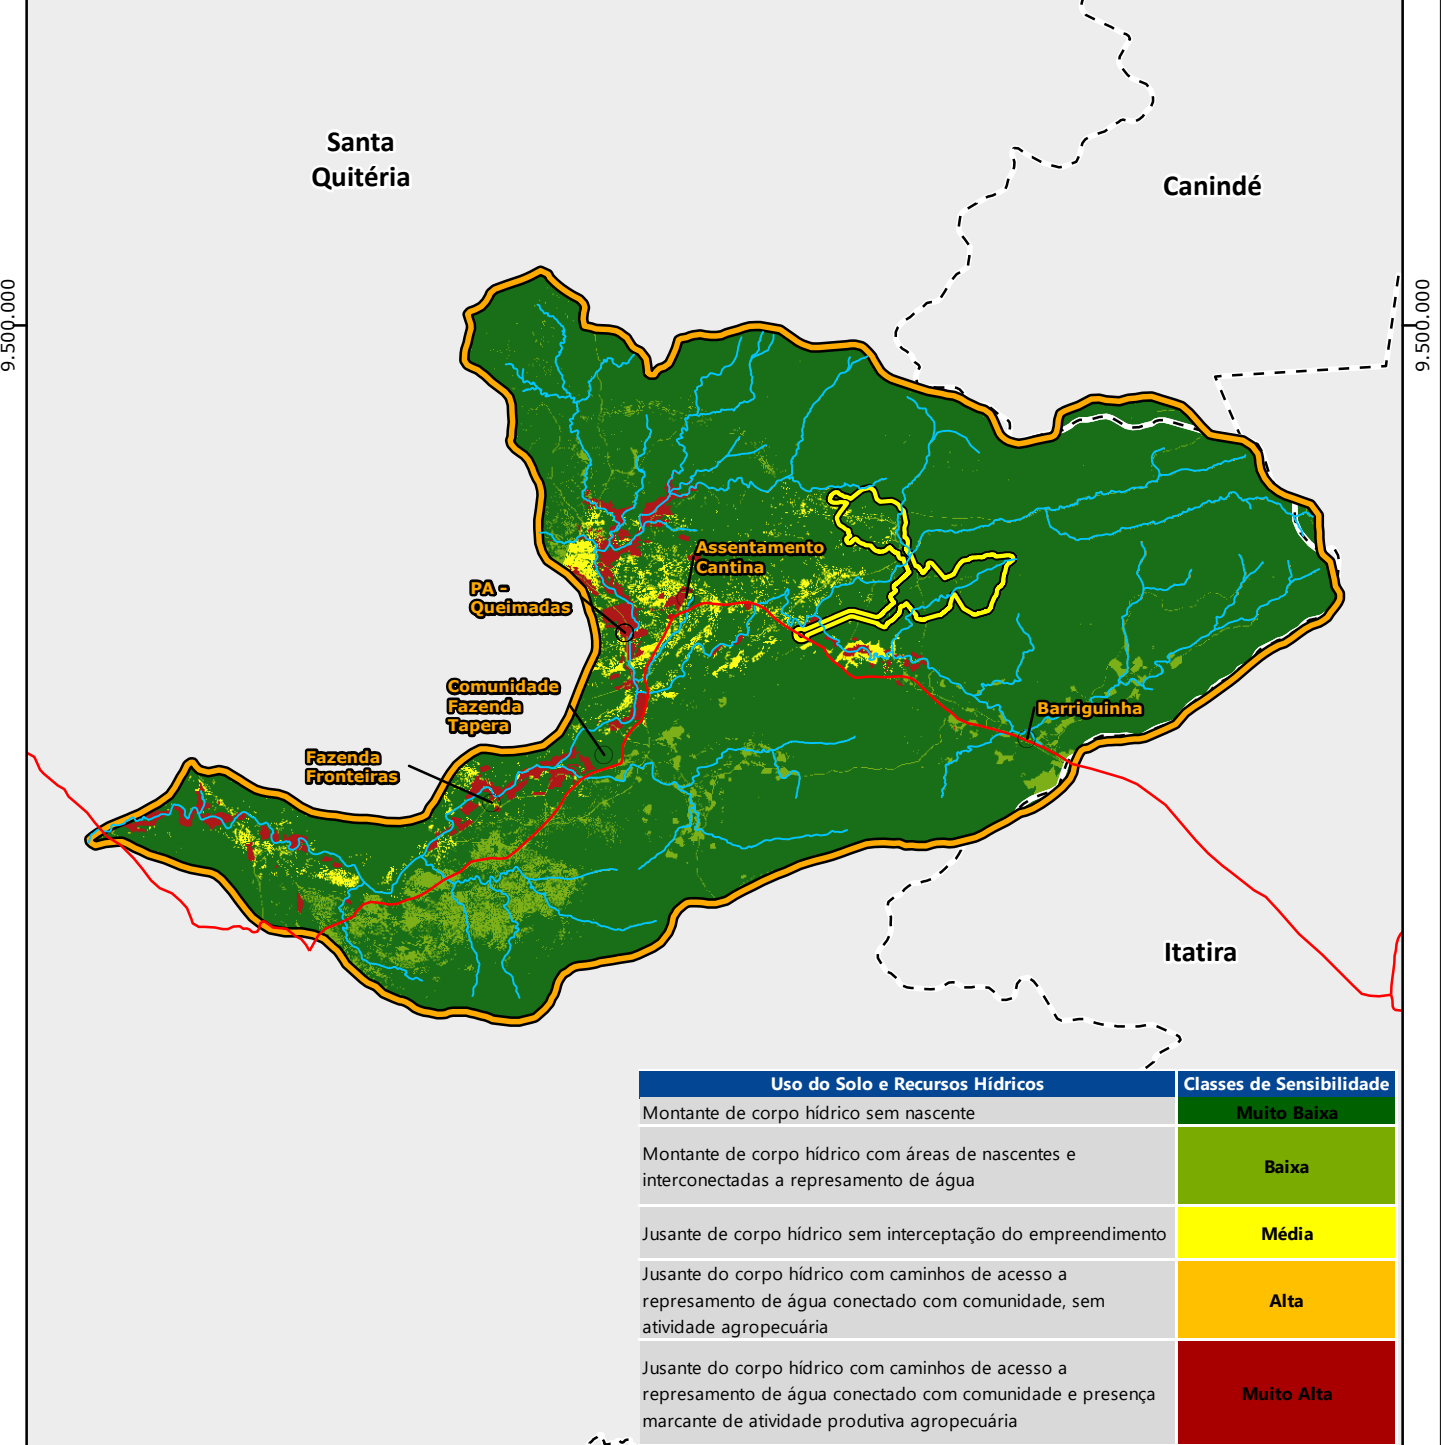 Santa
Quitéria
Canindé
9.500.000
9.500.000
Assentamento
Cantina
PA -
Queimadas
Comunidade
Fazenda
Tapera
Barriguinha
Fazenda
Fronteiras
Itatira
Uso do Solo e Recursos Hídricos
Classes de Sensibilidade
Montante de corpo hídrico sem nascente
Muito Baixa
Montante de corpo hídrico com áreas de nascentes e
interconectadas a represamento de água
Baixa
Jusante de corpo hídrico sem interceptação do empreendimento
Média
Jusante do corpo hídrico com caminhos de acesso a
represamento de água conectado com comunidade, sem
atividade agropecuária
Alta
Jusante do corpo hídrico com caminhos de acesso a
represamento de água conectado com comunidade e presença
marcante de atividade produtiva agropecuária
Muito Alta